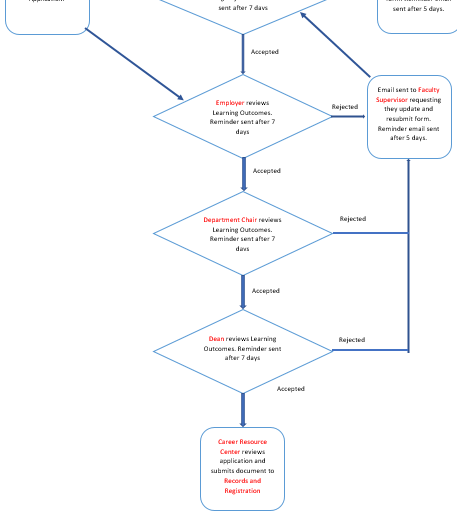 sent after 7 days
sent after 5 days.
Accepted
Employer reviews
Learning Outcomes.
Reminder sent after 7
days
Rejected
Email sent to Faculty
Supervisor requesting
they update and
resubmit form.
Reminder email sent
after 5 days.
Accepted
Department Chair reviews
Learning Outcomes.
Reminder sent after 7
days
Rejected
Accepted
Dean reviews Learning
Outcomes. Reminder sent
after 7 days
Rejected
Accepted
Career Resource
Center reviews
application and
submits document to
Records and
Registration